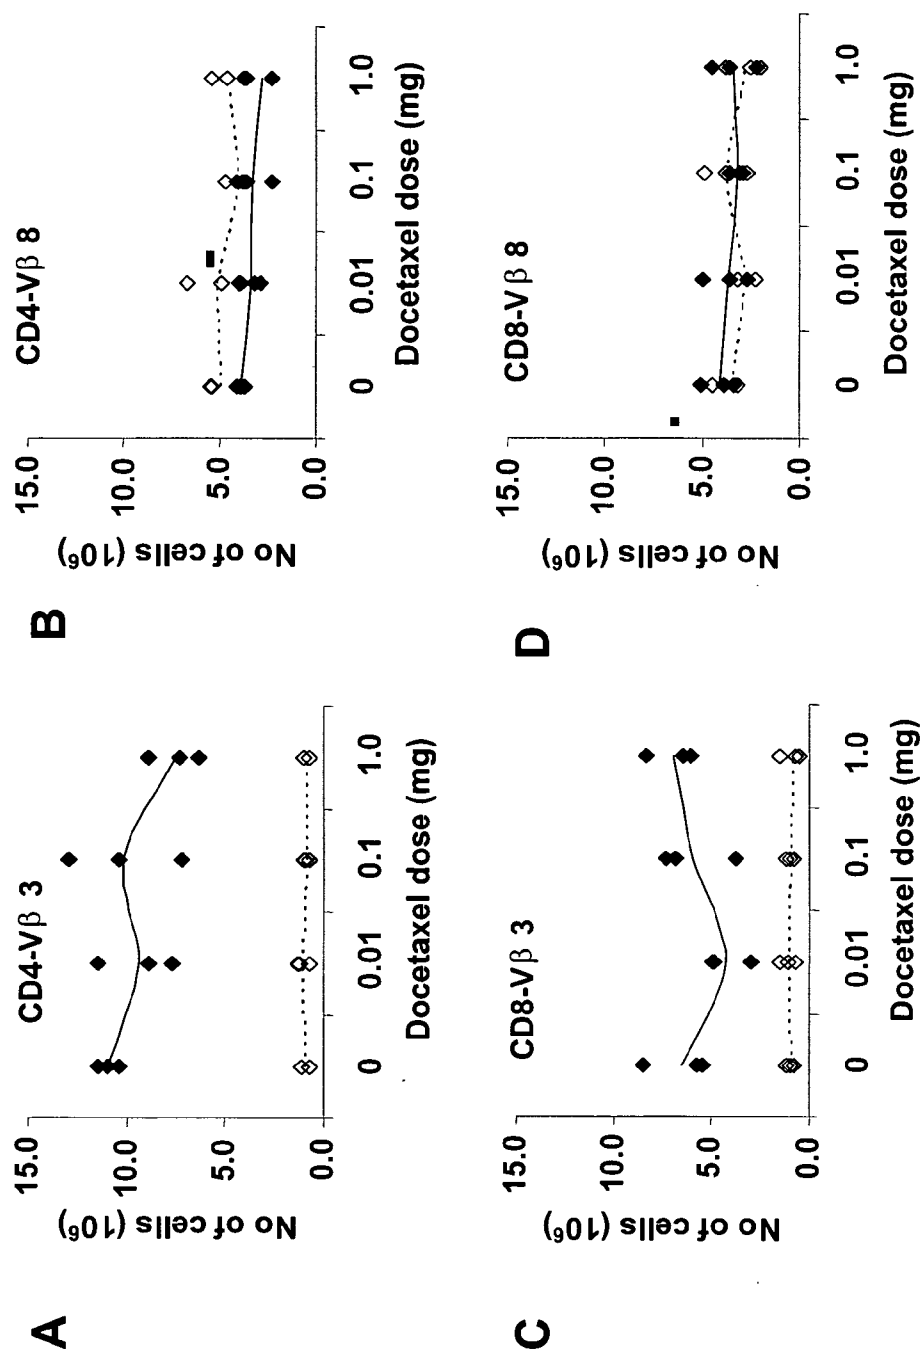 A
CD4-Vβ 3
No of cells (10⁶)
15.0
10.0
5.0
0.0
0 0.01 0.1 1.0
Docetaxel dose (mg)
B
CD4-Vβ 8
No of cells (10⁶)
15.0
10.0
5.0
0.0
0 0.01 0.1 1.0
Docetaxel dose (mg)
C
CD8-Vβ 3
No of cells (10⁶)
15.0
10.0
5.0
0.0
0 0.01 0.1 1.0
Docetaxel dose (mg)
D
CD8-Vβ 8
No of cells (10⁶)
15.0
10.0
5.0
0.0
0 0.01 0.1 1.0
Docetaxel dose (mg)